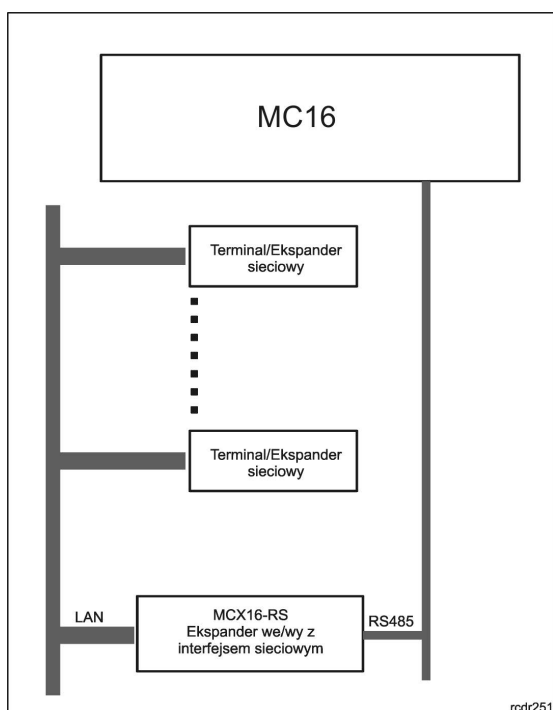 MC16
Terminal/Ekspander
sieciowy
Terminal/Ekspander
sieciowy
LAN
MCX16-RS
Ekspander we/wy z
interfejsem sieciowym
RS485
rcdr251